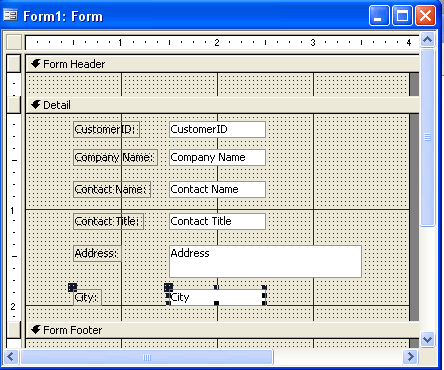 Form1: Form
1 2 3 4
Form Header
Detail
CustomerID: CustomerID
Company Name: Company Name
Contact Name: Contact Name
1
Contact Title: Contact Title
Address: Address
City: City
2
Form Footer